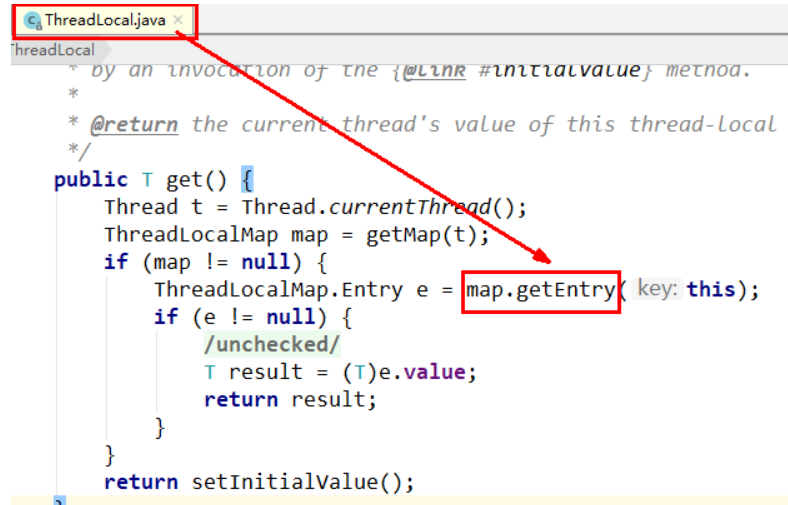 ThreadLocal.java ×
ThreadLocal
* by an invocation of the {@link #initialValue} method.
*
* @return the current thread's value of this thread-local
*/
public T get() {
Thread t = Thread.currentThread();
ThreadLocalMap map = getMap(t);
if (map != null) {
ThreadLocalMap.Entry e = map.getEntry( key: this);
if (e != null) {
/unchecked/
T result = (T)e.value;
return result;
}
}
return setInitialValue();
}